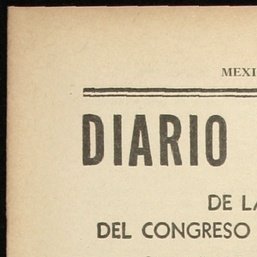 MEXI
DIARIO
DE LA
DEL CONGRESO